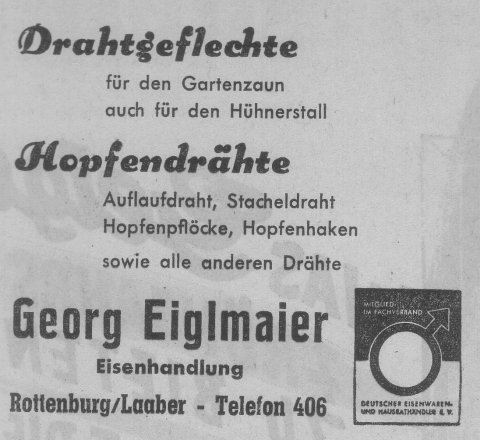 Drahtgeflechte
für den Gartenzaun
auch für den Hühnerstall
Hopfendrähte
Auflaufdraht, Stacheldraht
Hopfenpflöcke, Hopfenhaken
sowie alle anderen Drähte
Georg Eiglmaier
Eisenhandlung
Rottenburg/Laaber - Telefon 406
MITGLIED
IM FACHVERBAND
DEUTSCHER EISENWAREN-
UND HAUSRATHÄNDLER E. V.